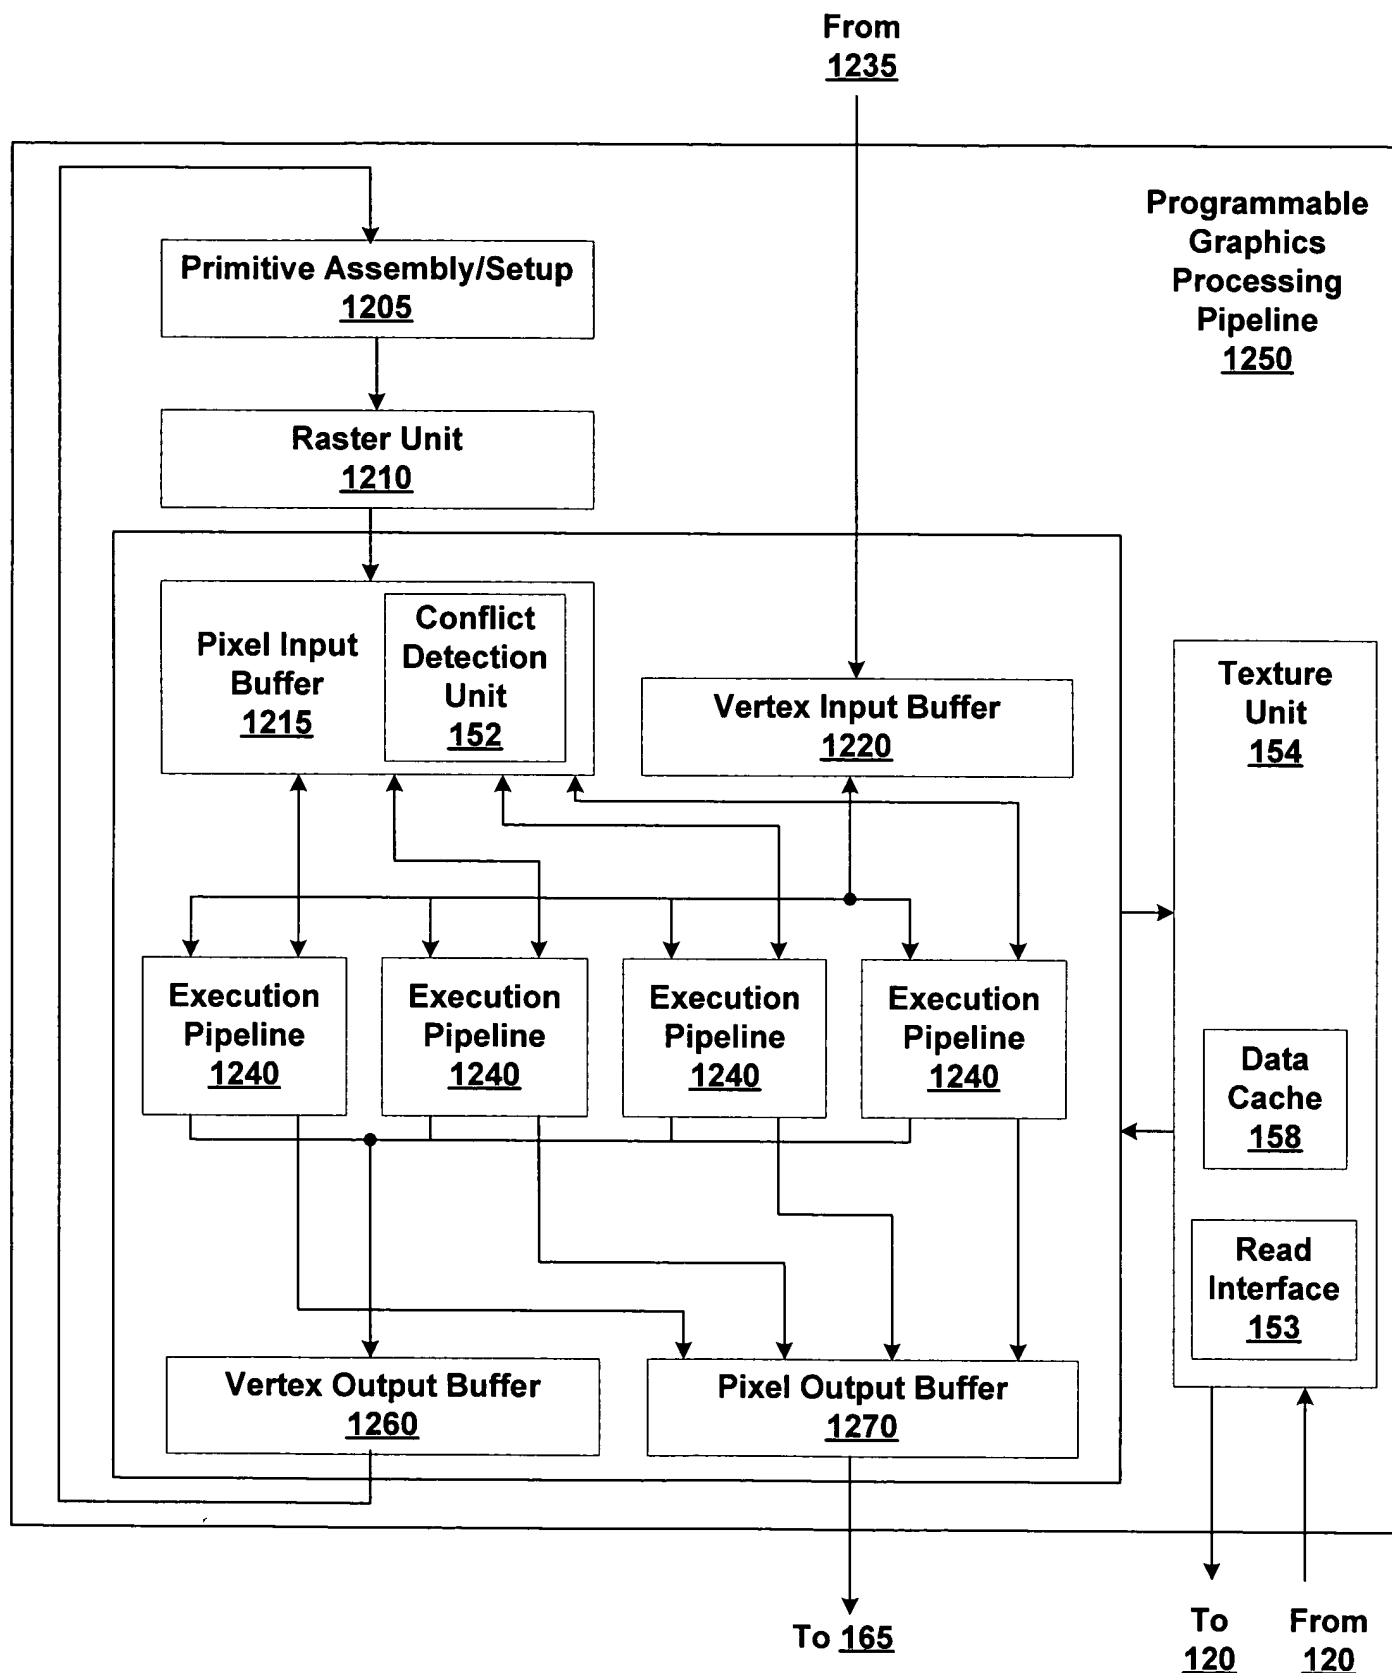 From
1235
Programmable
Graphics
Processing
Pipeline
1250
Primitive Assembly/Setup
1205
Raster Unit
1210
Pixel Input
Buffer
1215
Conflict
Detection
Unit
152
Vertex Input Buffer
1220
Texture
Unit
154
Execution
Pipeline
1240
Execution
Pipeline
1240
Execution
Pipeline
1240
Execution
Pipeline
1240
Data
Cache
158
Read
Interface
153
Vertex Output Buffer
1260
Pixel Output Buffer
1270
To 165
To
120
From
120